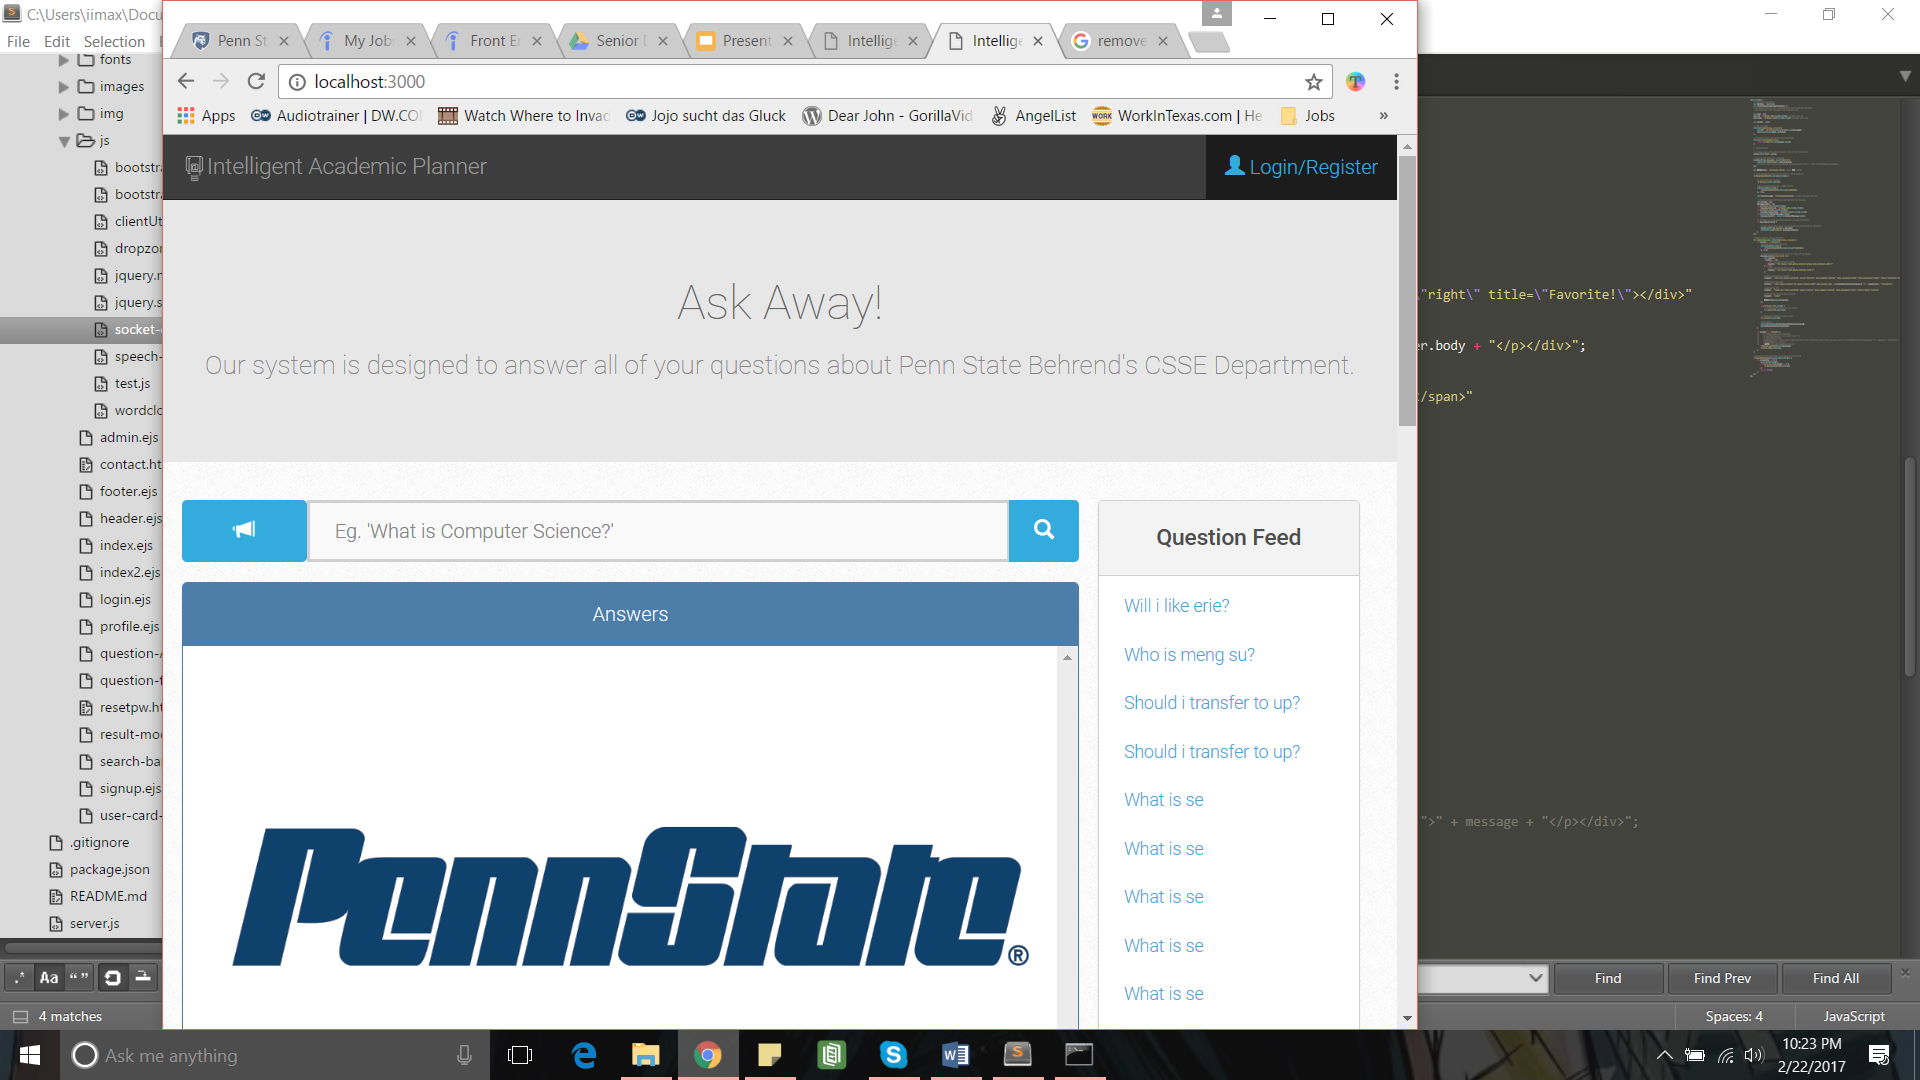 C:\Users\iimax\Docu
File Edit Selection
fonts
images
img
js
bootstr
bootstr
clientUt
dropzor
jquery.r
jquery.s
socket-
speech-
test.js
wordclo
admin.ejs
contact.ht
footer.ejs
header.ejs
index.ejs
index2.ejs
login.ejs
profile.ejs
question-
question-t
resetpw.ht
result-mo
search-ba
signup.ejs
user-card-
.gitignore
package.json
README.md
server.js
.* Aa “ ”
4 matches
Penn St My Job Front E Senior D Present Intellig Intellig remove
localhost:3000
Apps Audiotrainer | DW.CO Watch Where to Invad Jojo sucht das Gluck Dear John - GorillaVid AngelList WORK WorkInTexas.com | He Jobs »
Intelligent Academic Planner Login/Register
Ask Away!
Our system is designed to answer all of your questions about Penn State Behrend's CSSE Department.
Eg. 'What is Computer Science?'
Answers
PennState®
Question Feed
Will i like erie?
Who is meng su?
Should i transfer to up?
Should i transfer to up?
What is se
What is se
What is se
What is se
What is se
\"right\" title=\"Favorite!\"></div>"
er.body + "</p></div>";
/span>"
">" + message + "</p></div>";
Find Find Prev Find All
Spaces: 4 JavaScript
Ask me anything
10:23 PM
2/22/2017